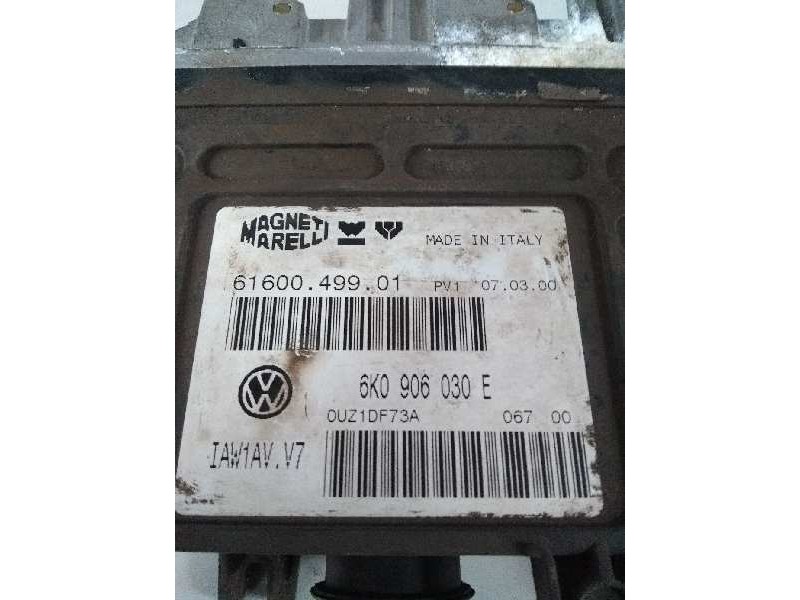 MAGNETI
MARELLI
MADE IN ITALY
61600.499.01 PV1 07.03.00
VW
6K0 906 030 E
0UZ1DF73A 067 00
IAW1AV.V7